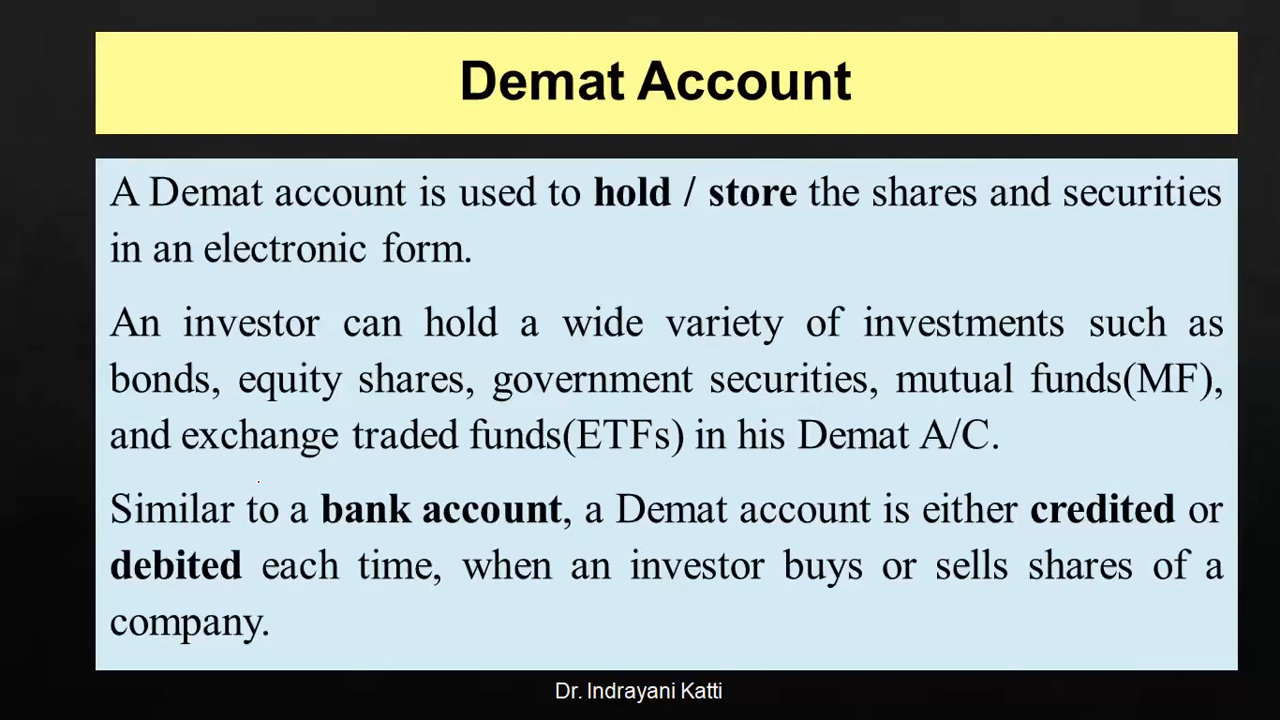 Demat Account
A Demat account is used to hold / store the shares and securities
in an electronic form.
An investor can hold a wide variety of investments such as
bonds, equity shares, government securities, mutual funds(MF),
and exchange traded funds(ETFs) in his Demat A/C.
Similar to a bank account, a Demat account is either credited or
debited each time, when an investor buys or sells shares of a
company.
Dr. Indrayani Katti